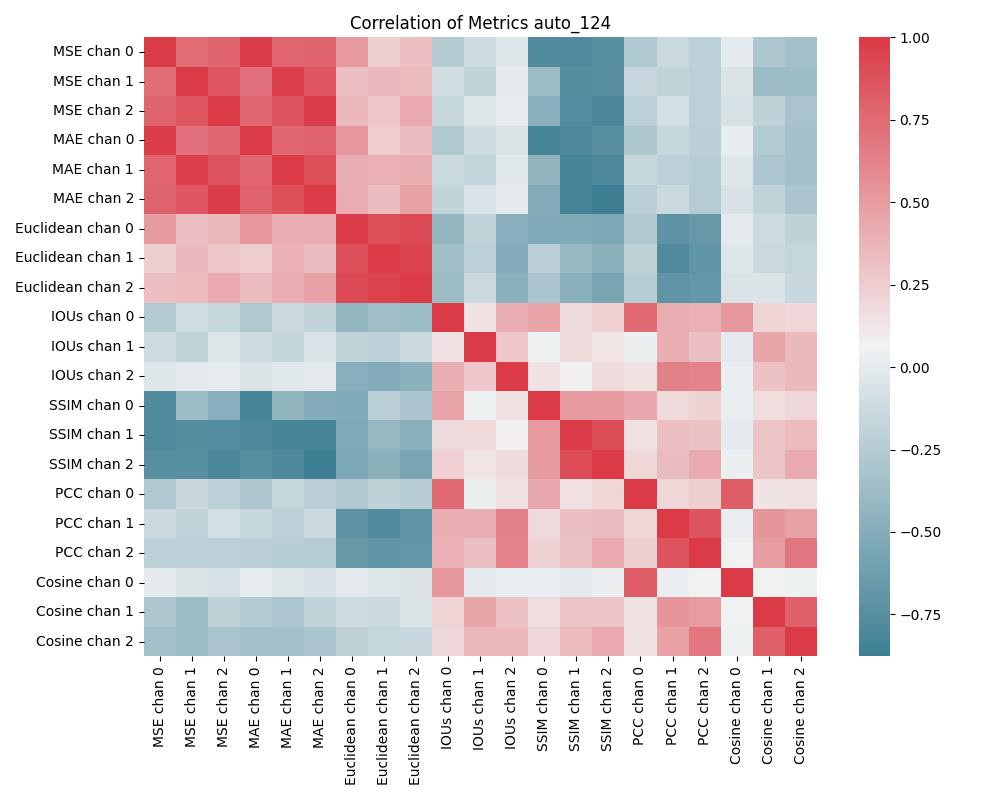 Correlation of Metrics auto_124
MSE chan 0
MSE chan 1
MSE chan 2
MAE chan 0
MAE chan 1
MAE chan 2
Euclidean chan 0
Euclidean chan 1
Euclidean chan 2
IOUs chan 0
IOUs chan 1
IOUs chan 2
SSIM chan 0
SSIM chan 1
SSIM chan 2
PCC chan 0
PCC chan 1
PCC chan 2
Cosine chan 0
Cosine chan 1
Cosine chan 2
MSE chan 0
MSE chan 1
MSE chan 2
MAE chan 0
MAE chan 1
MAE chan 2
Euclidean chan 0
Euclidean chan 1
Euclidean chan 2
IOUs chan 0
IOUs chan 1
IOUs chan 2
SSIM chan 0
SSIM chan 1
SSIM chan 2
PCC chan 0
PCC chan 1
PCC chan 2
Cosine chan 0
Cosine chan 1
Cosine chan 2
1.00
0.75
0.50
0.25
0.00
−0.25
−0.50
−0.75